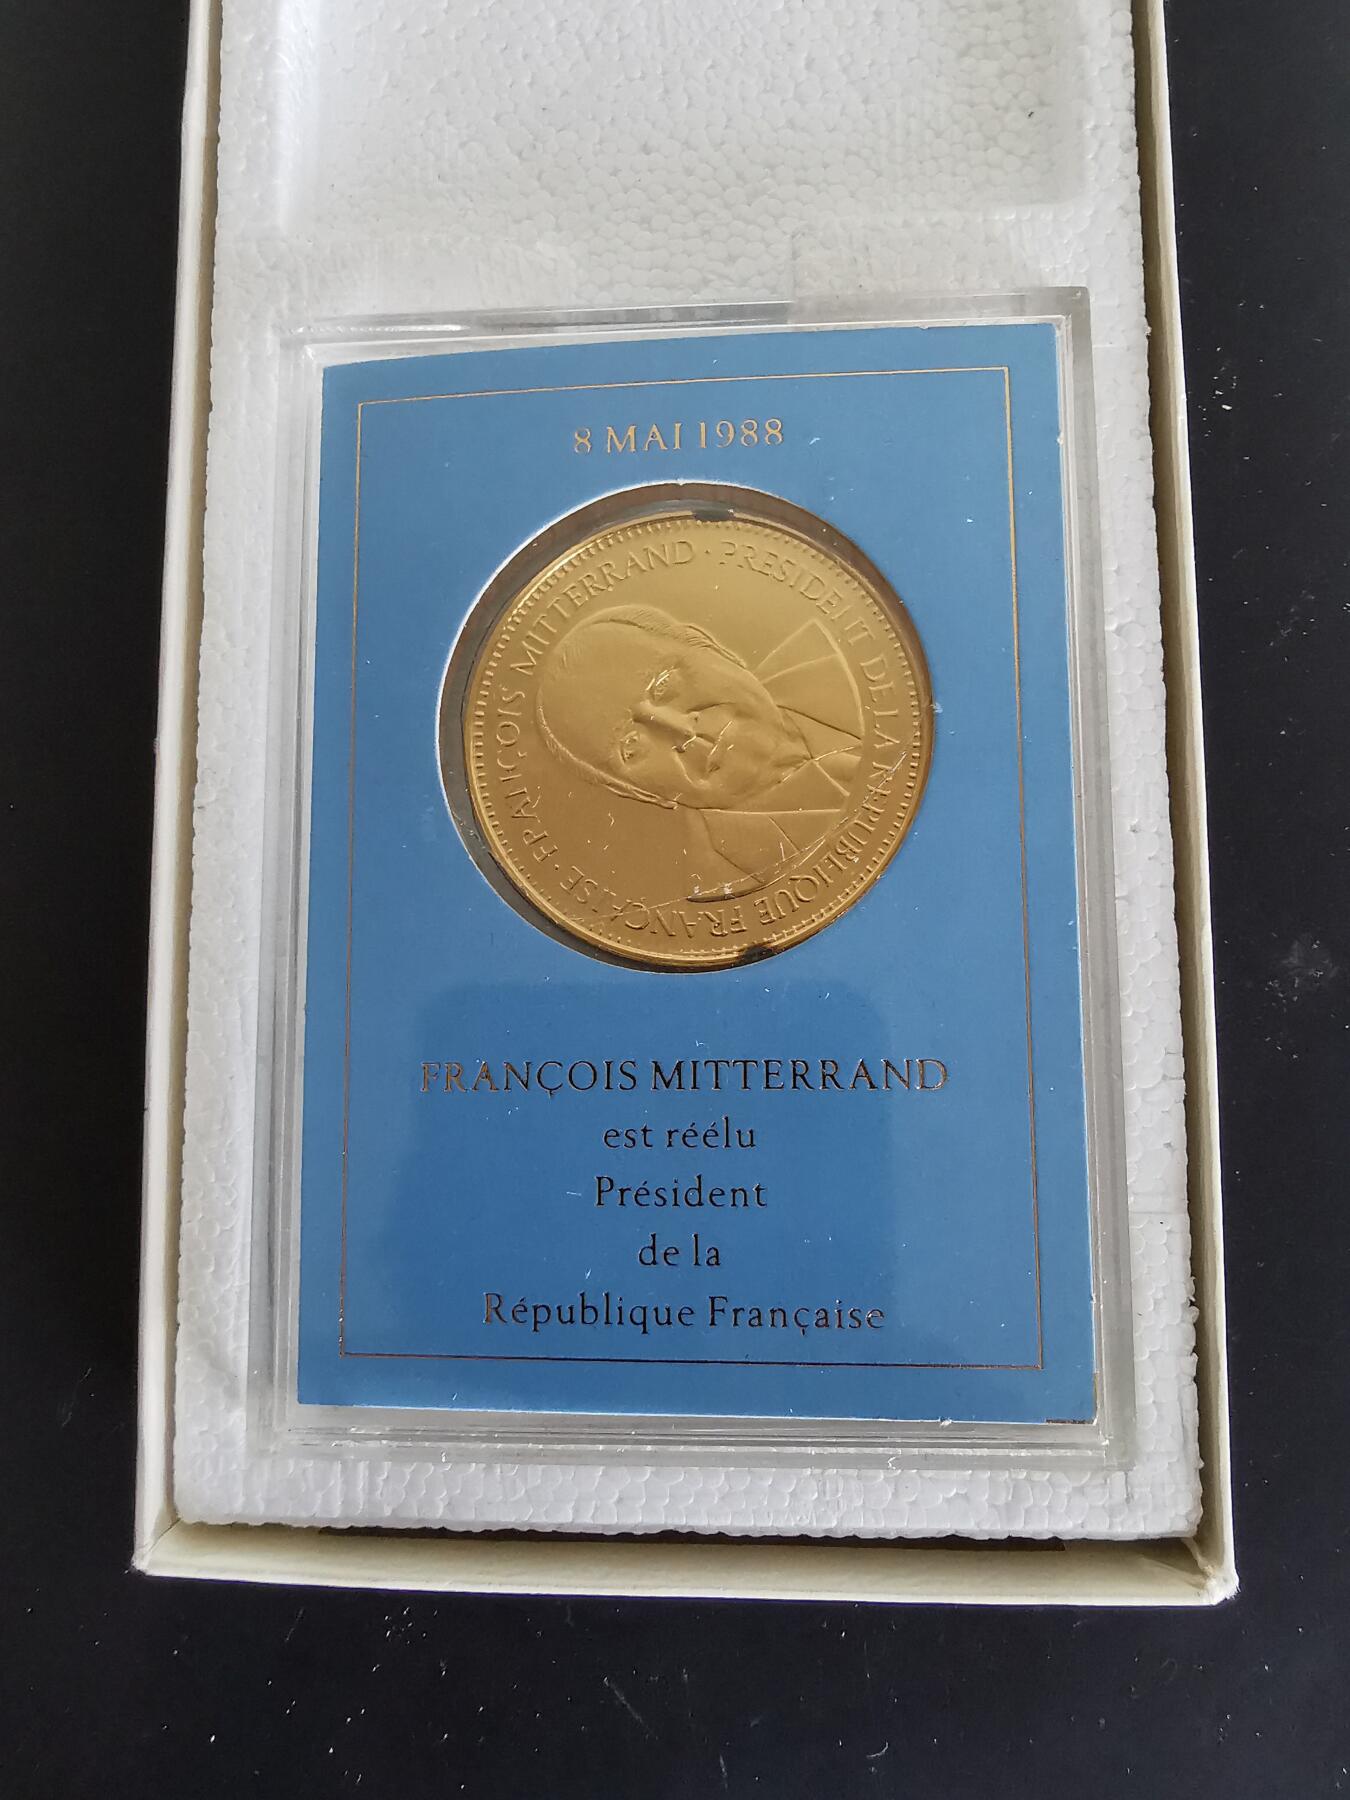 8 MAI 1988
FRANÇOIS MITTERRAND · PRESIDENT DE LA REPUBLIQUE FRANÇAISE ·
FRANÇOIS MITTERRAND
est réélu
Président
de la
République Française